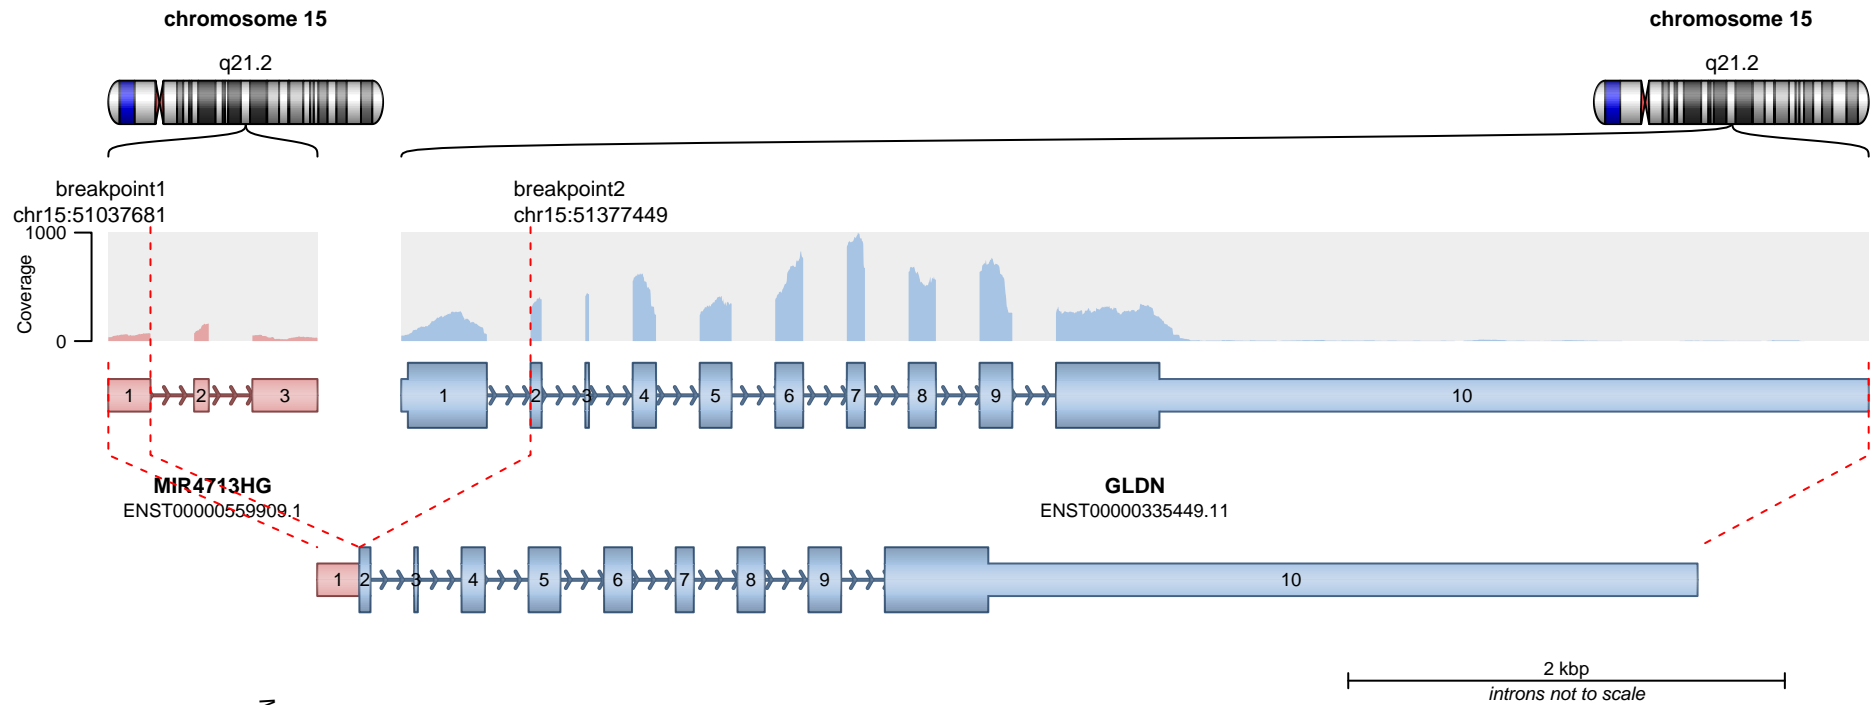 chromosome 15
chromosome 15
q21.2
q21.2
breakpoint1
chr15:51037681
breakpoint2
chr15:51377449
Coverage
1000
0
1 2 3
1 2 3 4 5 6 7 8 9 10
MIR4713HG
ENST00000559909.1
GLDN
ENST00000335449.11
1 2 3 4 5 6 7 8 9 10
2 kbp
introns not to scale